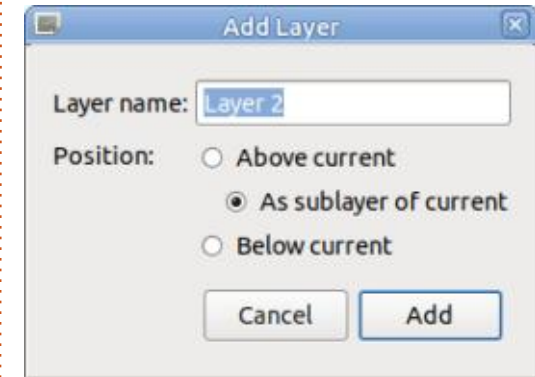 Add Layer
Layer name: Layer 2
Position: Above current
As sublayer of current
Below current
Cancel Add